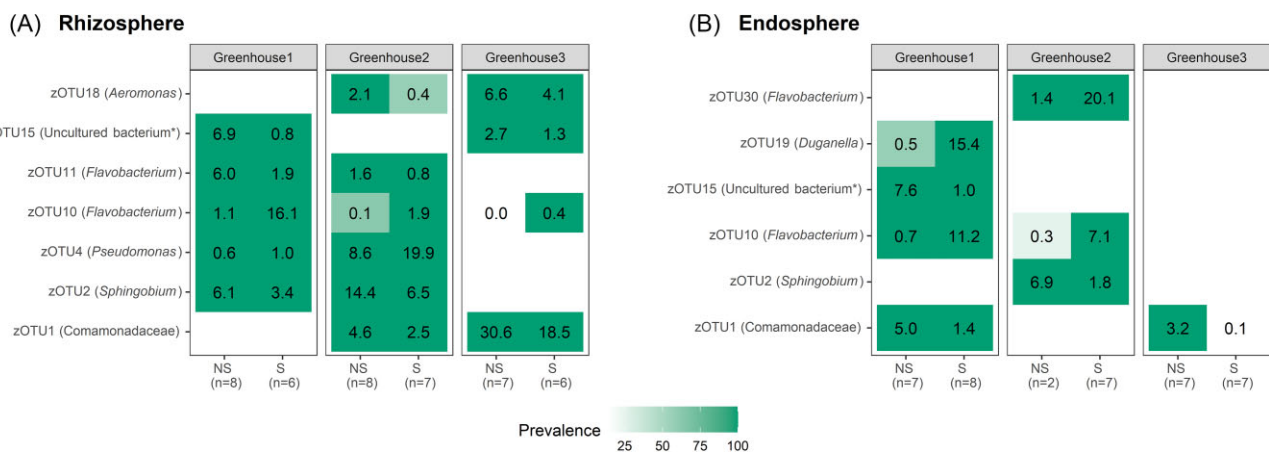 (A) Rhizosphere
Greenhouse1 Greenhouse2 Greenhouse3
zOTU18 (Aeromonas) 2.1 0.4 6.6 4.1
OTU15 (Uncultured bacterium*) 6.9 0.8 2.7 1.3
zOTU11 (Flavobacterium) 6.0 1.9 1.6 0.8
zOTU10 (Flavobacterium) 1.1 16.1 0.1 1.9 0.0 0.4
zOTU4 (Pseudomonas) 0.6 1.0 8.6 19.9
zOTU2 (Sphingobium) 6.1 3.4 14.4 6.5
zOTU1 (Comamonadaceae) 4.6 2.5 30.6 18.5
NS S NS S NS S
(n=8) (n=6) (n=8) (n=7) (n=7) (n=6)
(B) Endosphere
Greenhouse1 Greenhouse2 Greenhouse3
zOTU30 (Flavobacterium) 1.4 20.1
zOTU19 (Duganella) 0.5 15.4
zOTU15 (Uncultured bacterium*) 7.6 1.0
zOTU10 (Flavobacterium) 0.7 11.2 0.3 7.1
zOTU2 (Sphingobium) 6.9 1.8
zOTU1 (Comamonadaceae) 5.0 1.4 3.2 0.1
NS S NS S NS S
(n=7) (n=8) (n=2) (n=7) (n=7) (n=7)
Prevalence
25 50 75 100